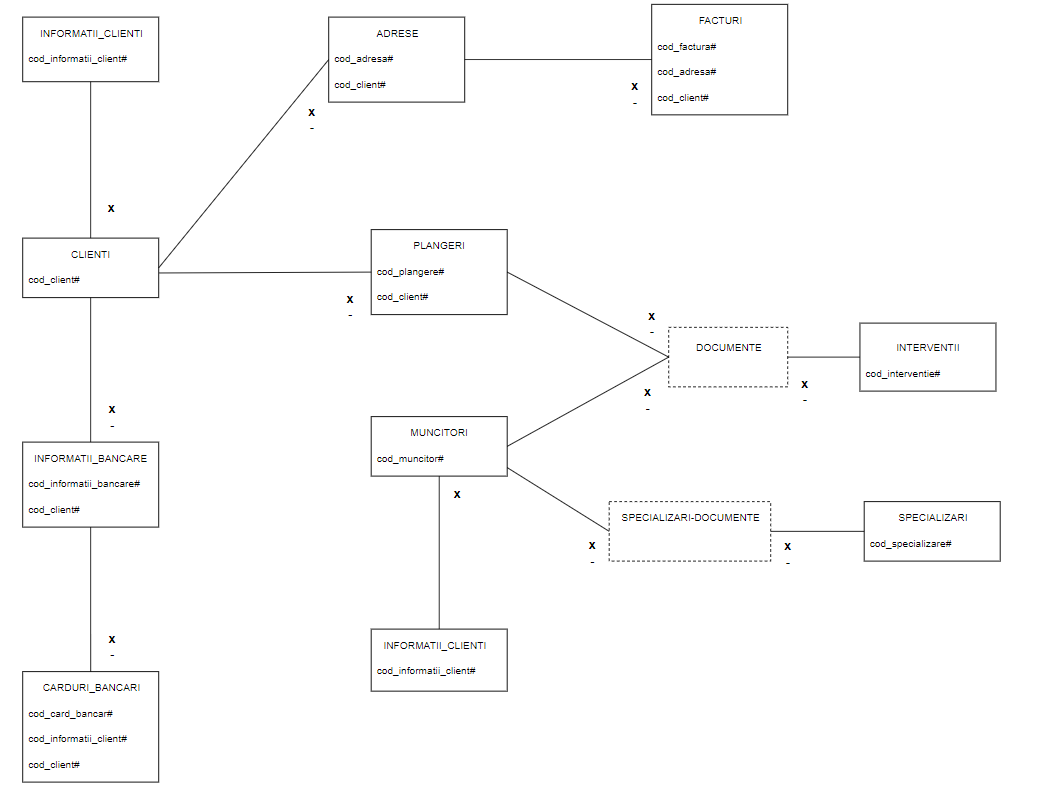 INFORMATII_CLIENTI
cod_informatii_client#
x
CLIENTI
cod_client#
x
-
INFORMATII_BANCARE
cod_informatii_bancare#
cod_client#
x
-
CARDURI_BANCARI
cod_card_bancar#
cod_informatii_client#
cod_client#
ADRESE
cod_adresa#
cod_client#
x
-
FACTURI
cod_factura#
cod_adresa#
cod_client#
x
-
PLANGERI
cod_plangere#
cod_client#
x
-
x
-
DOCUMENTE
x
-
x
-
INTERVENTII
cod_interventie#
MUNCITORI
cod_muncitor#
x
SPECIALIZARI-DOCUMENTE
x
-
x
-
SPECIALIZARI
cod_specializare#
INFORMATII_CLIENTI
cod_informatii_client#